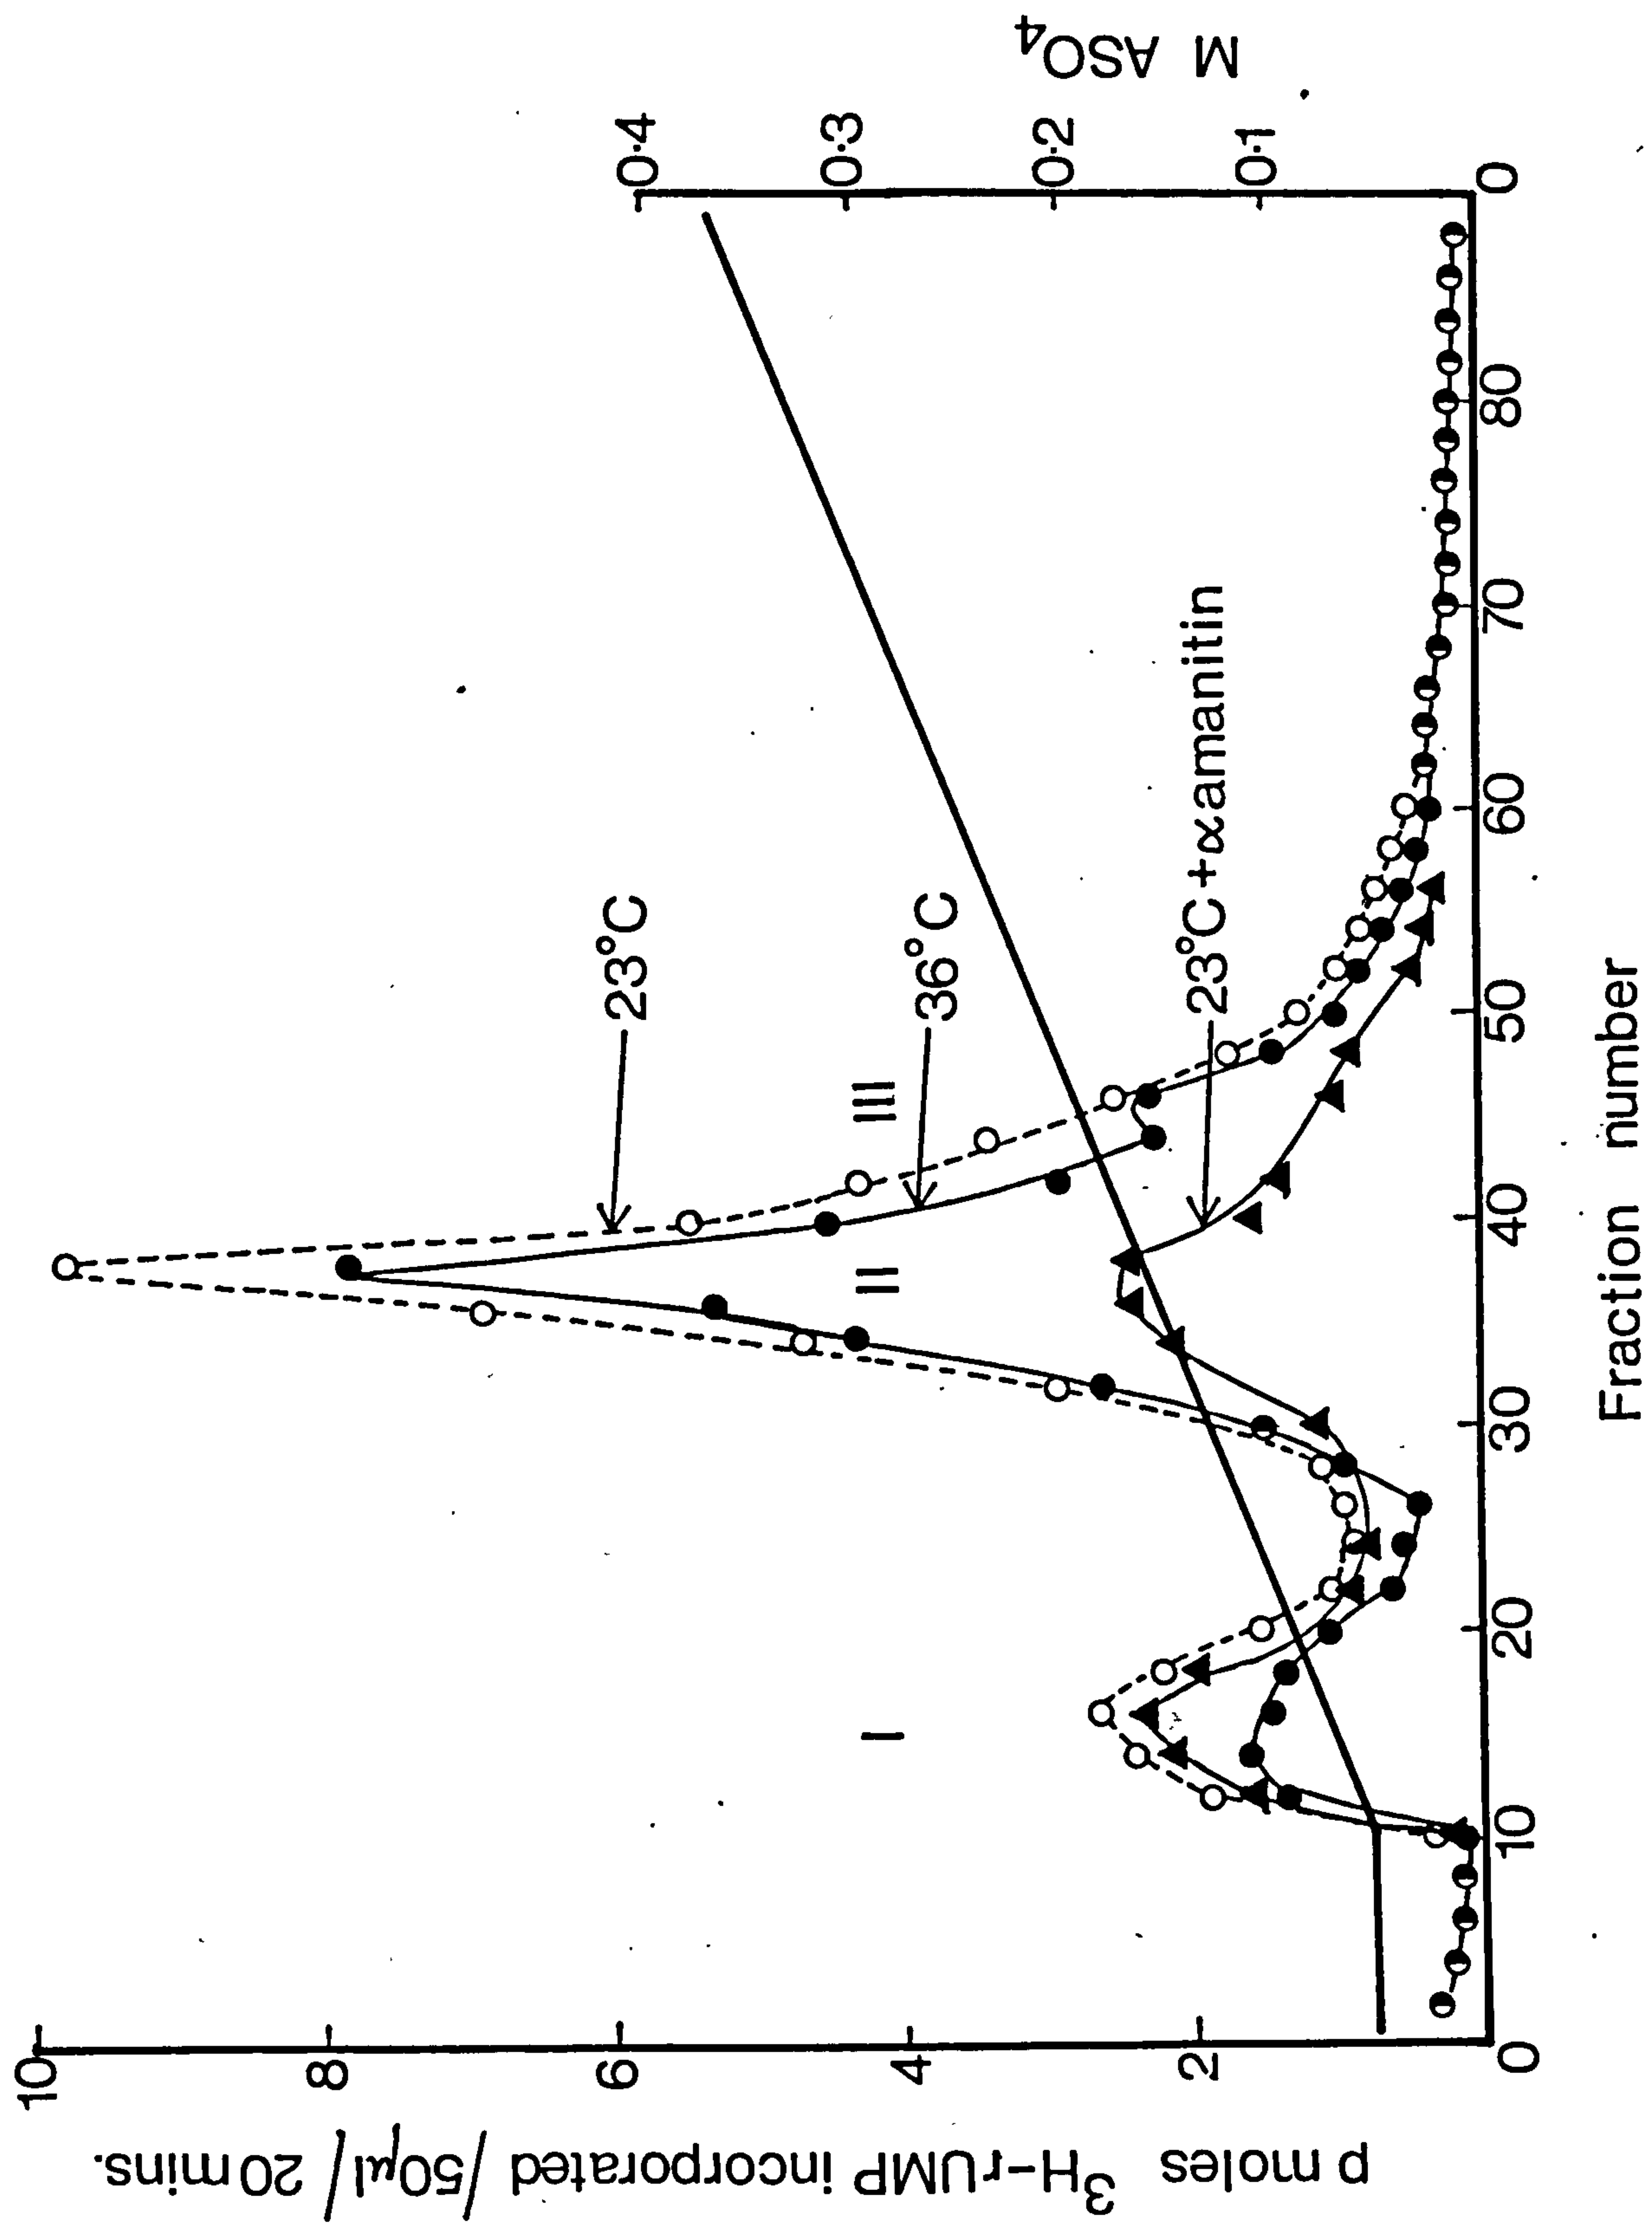 p moles ³H-rUMP incorporated /50µl/ 20mins.
10
8
6
4
2
0
I
II
III
23°C
36°C
23°C+αamanitin
M ASO₄
0·4
0·3
0·2
0·1
0
0
10
20
30
40
50
60
70
80
Fraction number